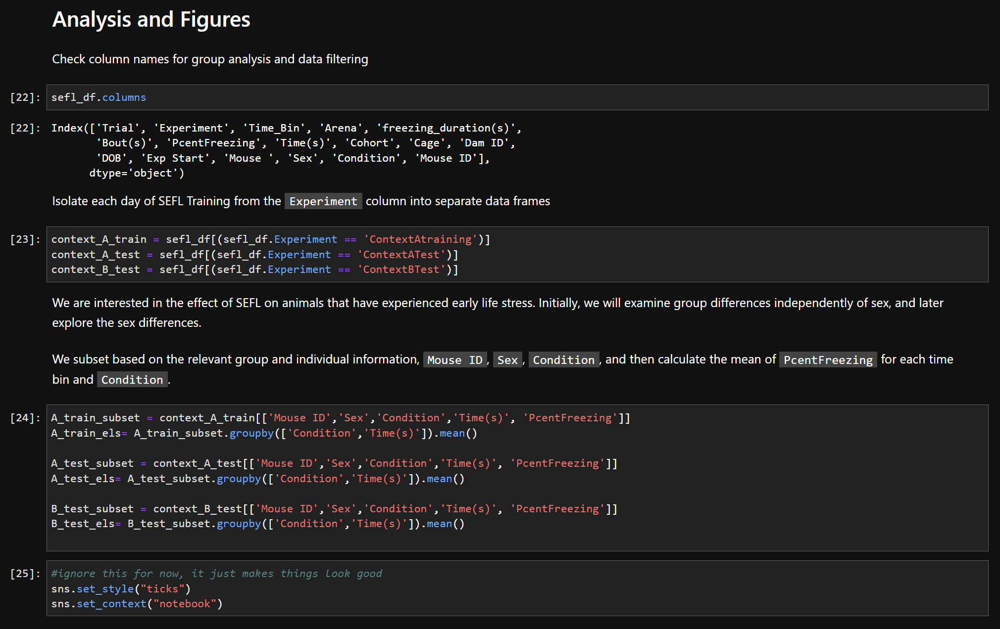 Analysis and Figures
Check column names for group analysis and data filtering
[22]: sefl_df.columns
[22]: Index(['Trial', 'Experiment', 'Time_Bin', 'Arena', 'freezing_duration(s)',
'Bout(s)', 'PcentFreezing', 'Time(s)', 'Cohort', 'Cage', 'Dam ID',
'DOB', 'Exp Start', 'Mouse ', 'Sex', 'Condition', 'Mouse ID'],
dtype='object')
Isolate each day of SEFL Training from the Experiment column into separate data frames
[23]: context_A_train = sefl_df[(sefl_df.Experiment == 'ContextAtraining')]
context_A_test = sefl_df[(sefl_df.Experiment == 'ContextATest')]
context_B_test = sefl_df[(sefl_df.Experiment == 'ContextBTest')]
We are interested in the effect of SEFL on animals that have experienced early life stress. Initially, we will examine group differences independently of sex, and later
explore the sex differences.
We subset based on the relevant group and individual information, Mouse ID, Sex, Condition, and then calculate the mean of PcentFreezing for each time
bin and Condition.
[24]: A_train_subset = context_A_train[['Mouse ID','Sex','Condition','Time(s)', 'PcentFreezing']]
A_train_els= A_train_subset.groupby(['Condition','Time(s)']).mean()
A_test_subset = context_A_test[['Mouse ID','Sex','Condition','Time(s)', 'PcentFreezing']]
A_test_els= A_test_subset.groupby(['Condition','Time(s)']).mean()
B_test_subset = context_B_test[['Mouse ID','Sex','Condition','Time(s)', 'PcentFreezing']]
B_test_els= B_test_subset.groupby(['Condition','Time(s)']).mean()
[25]: #ignore this for now, it just makes things look good
sns.set_style("ticks")
sns.set_context("notebook")